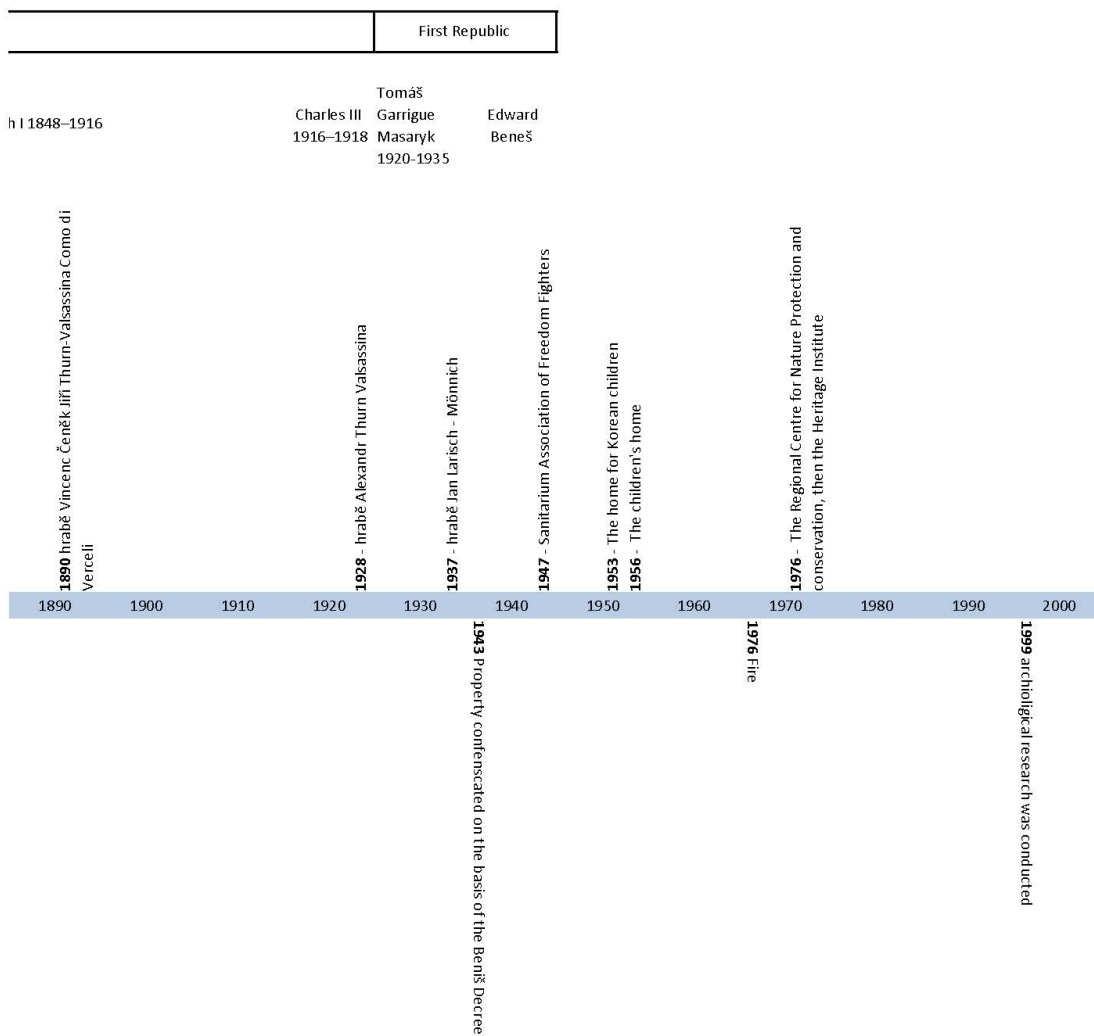 First Republic
h I 1848–1916
Charles III
1916–1918
Tomáš
Garrigue
Masaryk
1920-1935
Edward
Beneš
1890 hrabě Vincenc Čeněk Jiří Thurn-Valsassina Como di
Verceli
1928 - hrabě Alexandr Thurn Valsassina
1937 - hrabě Jan Larisch - Mönnich
1947 - Sanitarium Association of Freedom Fighters
1953 - The home for Korean children
1956 - The children's home
1976 - The Regional Centre for Nature Protection and
conservation, then the Heritage Institute
1890 1900 1910 1920 1930 1940 1950 1960 1970 1980 1990 2000
1943 Property confenscated on the basis of the Beniš Decree
1976 Fire
1999 archioligical research was conducted